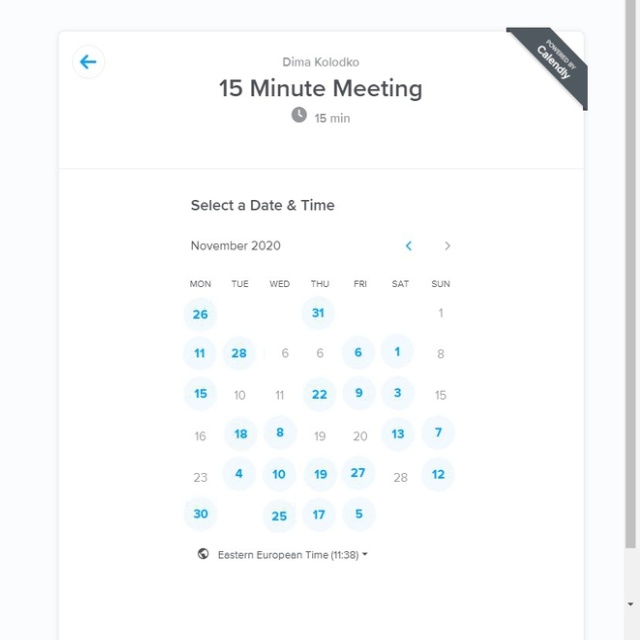 Dima Kolodko
15 Minute Meeting
15 min
POWERED BY
Calendly
Select a Date & Time
November 2020
MON TUE WED THU FRI SAT SUN
26 31 1
11 28 6 6 6 1 8
15 10 11 22 9 3 15
16 18 8 19 20 13 7
23 4 10 19 27 28 12
30 25 17 5
Eastern European Time (11:38)